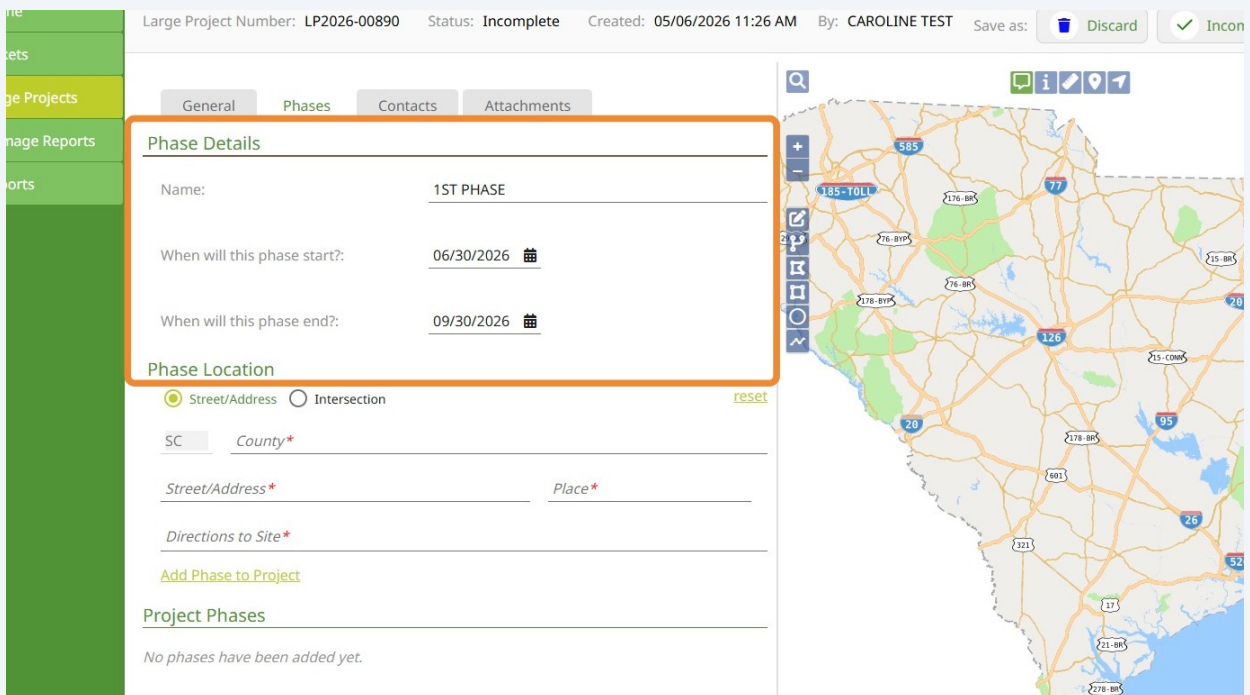 Large Project Number: LP2026-00890 Status: Incomplete Created: 05/06/2026 11:26 AM By: CAROLINE TEST Save as: Discard
General Phases Contacts Attachments
Phase Details
Name: 1ST PHASE
When will this phase start?: 06/30/2026
When will this phase end?: 09/30/2026
Phase Location
Street/Address Intersection reset
SC County*
Street/Address* Place*
Directions to Site*
Add Phase to Project
Project Phases
No phases have been added yet.
ge Projects
nage Reports
+
−
585
185-TOLL
77
176-BR
76-BYP
15-BR
76-BR
178-BYP
20
126
15-CONN
20
95
178-BR
601
26
321
52
17
21-BR
278-BR